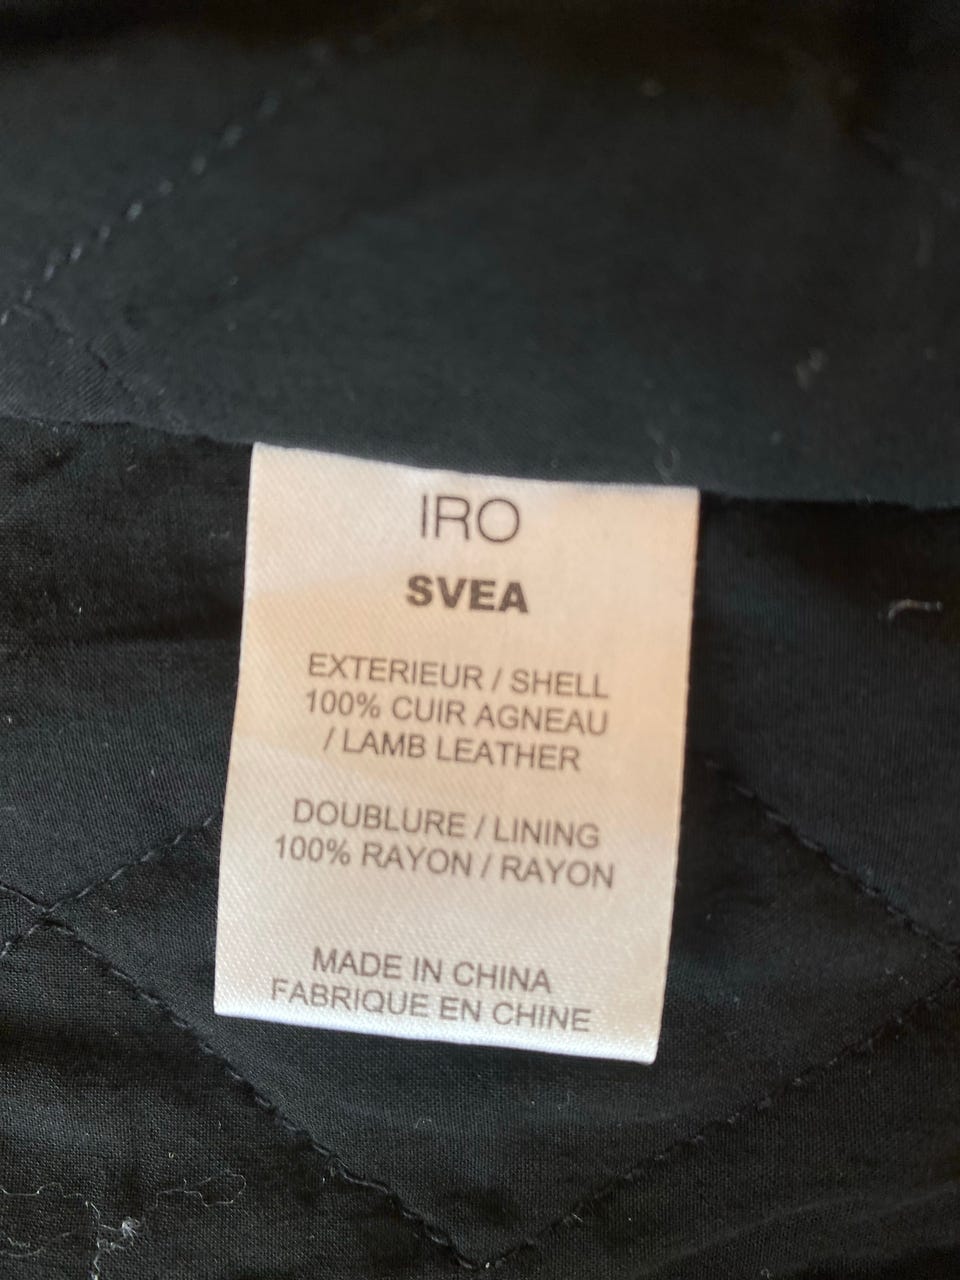 IRO
SVEA
EXTERIEUR / SHELL
100% CUIR AGNEAU
/ LAMB LEATHER
DOUBLURE / LINING
100% RAYON / RAYON
MADE IN CHINA
FABRIQUE EN CHINE